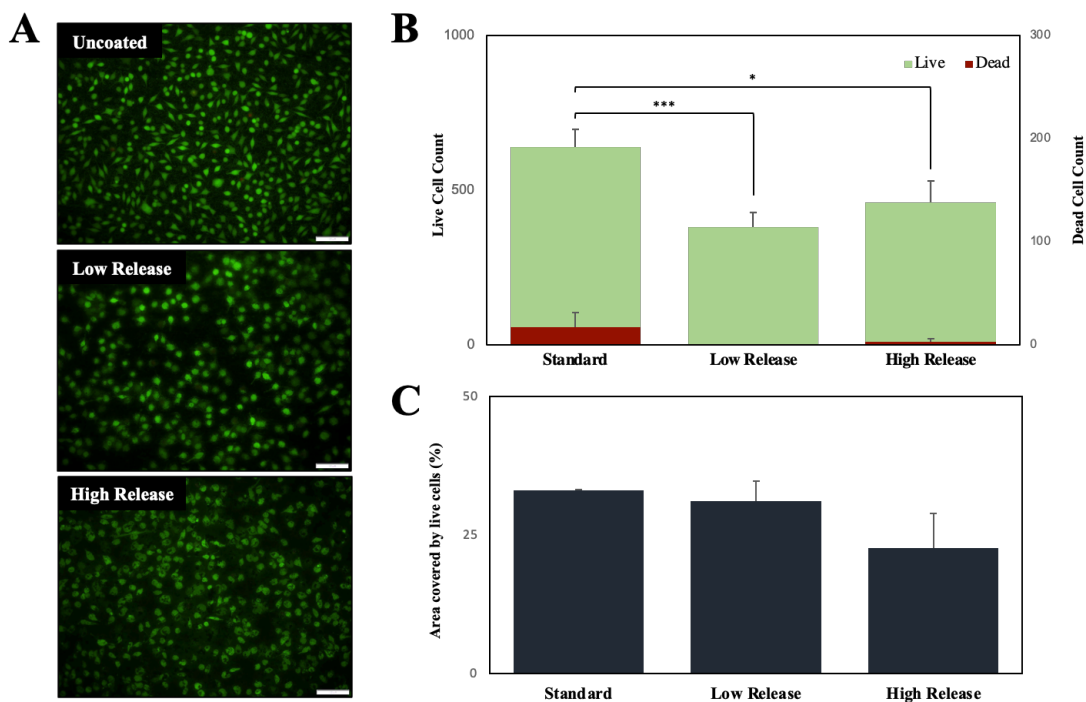 A
Uncoated
Low Release
High Release
B
1000
500
0
Live Cell Count
300
200
100
0
Dead Cell Count
Live
Dead
*
***
Standard
Low Release
High Release
C
50
25
0
Area covered by live cells (%)
Standard
Low Release
High Release